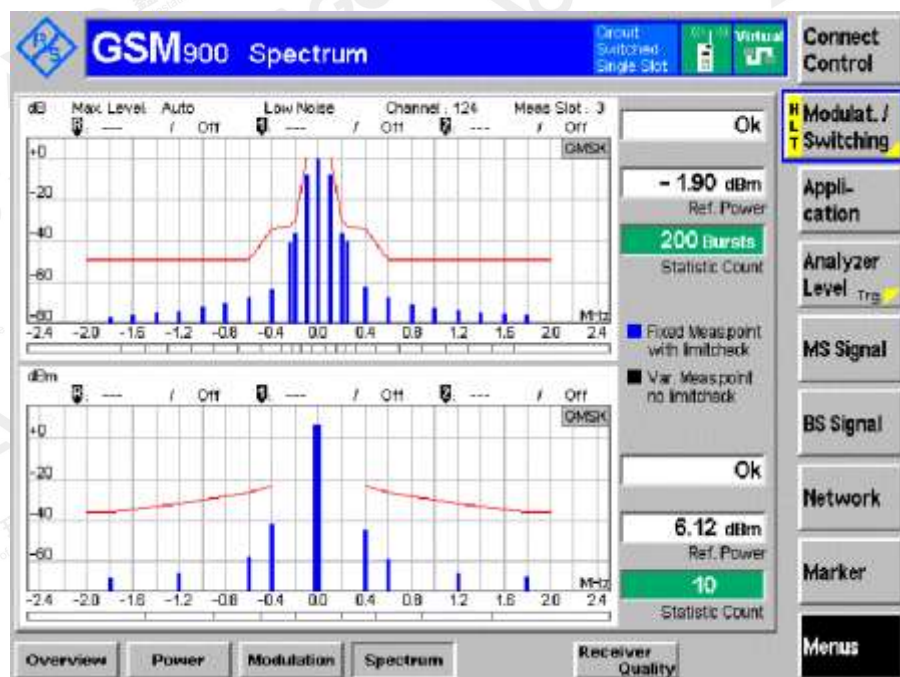 R&S
GSM900 Spectrum
Circuit
Switched
Single Slot
Virtual
Connect
Control
dB Max. Level: Auto Low Noise Channel: 124 Meas Slot: 3
--- / Off 1 --- / Off 2 --- / Off
GMSK
Ok
H
L
T
Modulat./
Switching
+0
-20
-40
-60
-80
MHz
-2.4 -2.0 -1.6 -1.2 -0.8 -0.4 0.0 0.4 0.8 1.2 1.6 2.0 2.4
- 1.90 dBm
Ref. Power
200 Bursts
Statistic Count
Appli-
cation
Analyzer
Level Trg
Fixed Measpoint
with limitcheck
Var. Measpoint
no limitcheck
MS Signal
dBm
--- / Off 1 --- / Off 2 --- / Off
GMSK
BS Signal
+0
-20
-40
-60
MHz
-2.4 -2.0 -1.6 -1.2 -0.8 -0.4 0.0 0.4 0.8 1.2 1.6 2.0 2.4
Ok
6.12 dBm
Ref. Power
10
Statistic Count
Network
Marker
Menus
Overview Power Modulation Spectrum Receiver
Quality